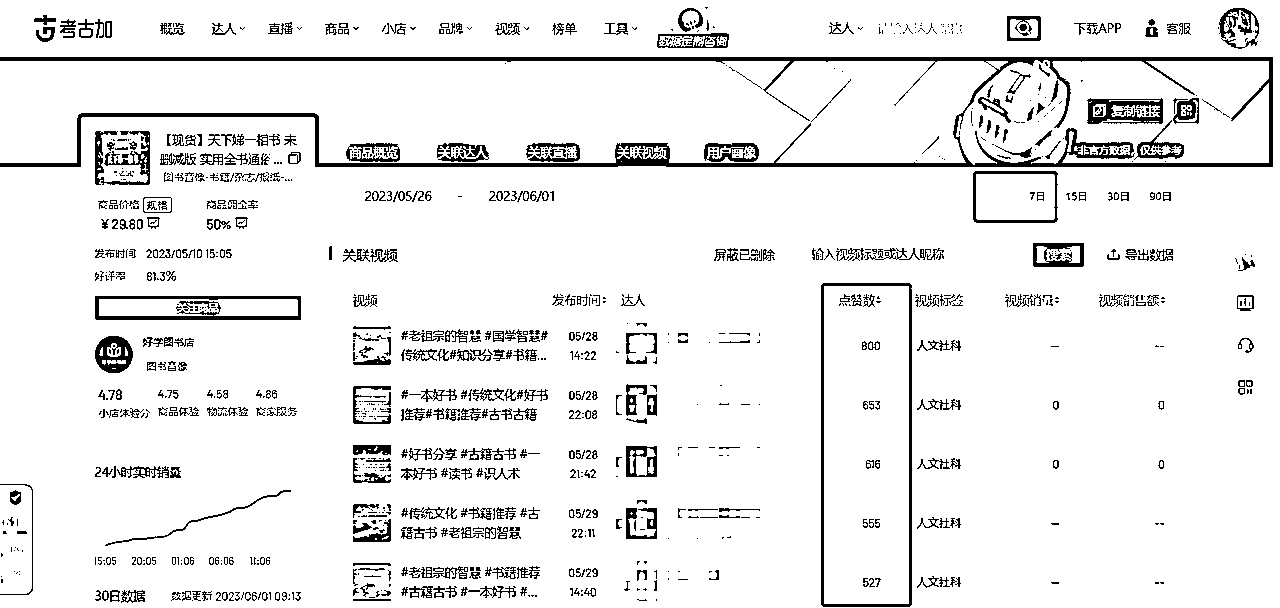 考古加
概览 达人 直播 商品 小店 品牌 视频 榜单 工具
数据定制咨询
达人 请输入达人昵称
下载APP 客服
复制链接
非官方数据，仅供参考
【现货】天下第一相书 未
删减版 实用全书通俗 ...
图书音像-书籍/杂志/报纸-...
商品价格 规格 商品佣金率
¥29.80 50%
发布时间 2023/05/10 15:05
好评率 81.3%
关注商品
好学图书店
图书音像
4.78 4.75 4.58 4.86
小店体验分 商品体验 物流体验 商家服务
24小时实时销量
15:05 20:05 01:06 06:06 11:06
30日数据 数据更新 2023/06/01 09:13
商品概览 关联达人 关联直播 关联视频 用户画像
2023/05/26 - 2023/06/01
7日 15日 30日 90日
关联视频 屏蔽已删除 输入视频标题或达人昵称 搜索 导出数据
视频 发布时间 达人 点赞数 视频标签 视频销量 视频销售额
#老祖宗的智慧 #国学智慧# 05/28
传统文化#知识分享#书籍... 14:22
800 人文社科 -- --
#一本好书 #传统文化#好书 05/28
推荐#书籍推荐#古书古籍 22:08
653 人文社科 0 0
#好书分享 #古籍古书 #一 05/28
本好书 #读书 #识人术 21:42
616 人文社科 0 0
#传统文化 #书籍推荐 #古 05/29
籍古书 #老祖宗的智慧 22:11
555 人文社科 -- --
#老祖宗的智慧 #书籍推荐 05/29
#古籍古书 #一本好书 #... 14:40
527 人文社科 -- --